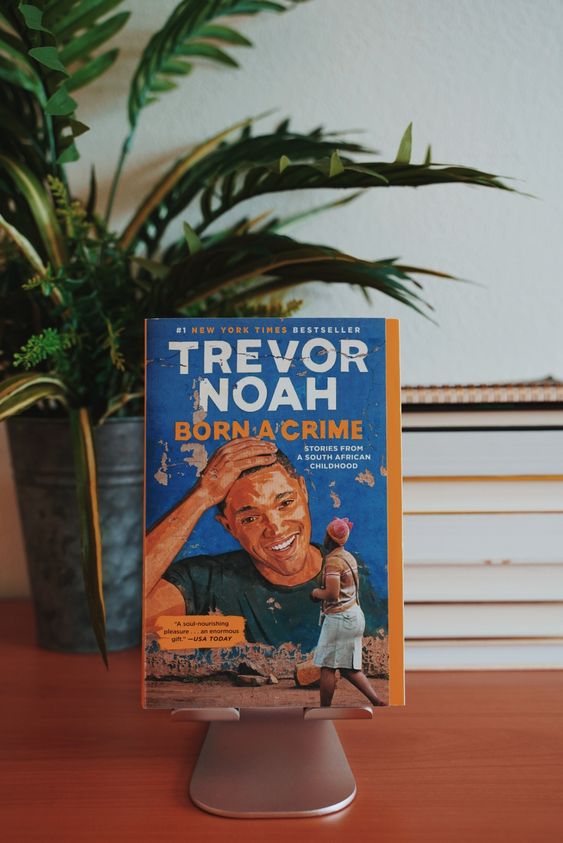 #1 NEW YORK TIMES BESTSELLER
TREVOR
NOAH
BORN A CRIME
STORIES FROM
A SOUTH AFRICAN
CHILDHOOD
"A soul-nourishing
pleasure . . . an enormous
gift." —USA TODAY